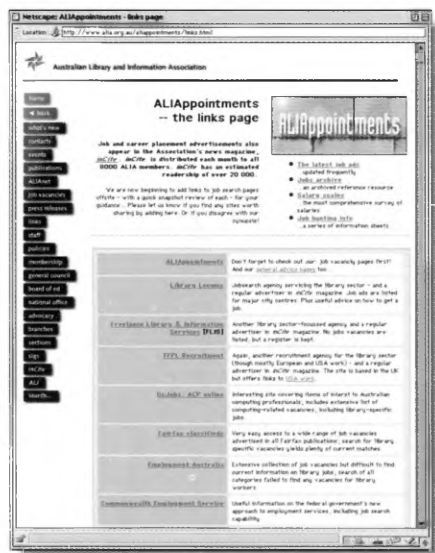 Netscape: ALIAppointments - links page
Location: http://www.alia.org.au/aliappointments/links.html
Australian Library and Information Association
home
back
what's new
contacts
events
publications
ALIAnet
job vacancies
press releases
links
staff
policies
membership
general council
board of ed
national office
advocacy
branches
sections
sigs
inCite
ALJ
search...
ALIAppointments
-- the links page
Job and career placement advertisements also
appear in the Association's news magazine,
inCite. inCite is distributed each month to all
8000 ALIA members. inCite has an estimated
readership of over 20 000.
We are now beginning to add links to job search pages
offsite - with a quick snapshot review of each - for your
guidance. Please let us know if you find any sites worth
sharing by adding here. Or if you disagree with our
synopsis!
ALIAppointments
The latest job ads
updated frequently
Jobs archive
an archived reference resource
Salary scales
the most comprehensive survey of
salaries
Job hunting info
a series of information sheets
ALIAppointments
Don't forget to check out our job vacancy pages first!
And our general advice pages too.
Library Locums
Jobsearch agency servicing the library sector - and a
regular advertiser in inCite magazine. Job ads are listed
for major city centres. Plus useful advice on how to get a
job.
Freelance Library & Information
Services [FLIS]
Another library sector-focussed agency and a regular
advertiser in inCite magazine. No jobs vacancies are
listed, but a register is kept.
TFPL Recruitment
Again, another recruitment agency for the library sector
(though mostly European and USA work) - and a regular
advertiser in inCite magazine. The site is based in the UK
but offers links to USA work.
Interesting site covering items of interest to Australian
computing professionals, includes extensive list of
computing-related vacancies, including library-specific
jobs.
Fairfax classifieds
Very easy access to a wide range of job vacancies
advertised in all Fairfax publications; search for library
specific vacancies yields plenty of current matches.
Employment Australia
Extensive collection of job vacancies but difficult to find
current information on library jobs; search of all
categories failed to find any vacancies for library
workers.
Commonwealth Employment Service
Useful information on the federal government's new
approach to employment services, including job search
capability.